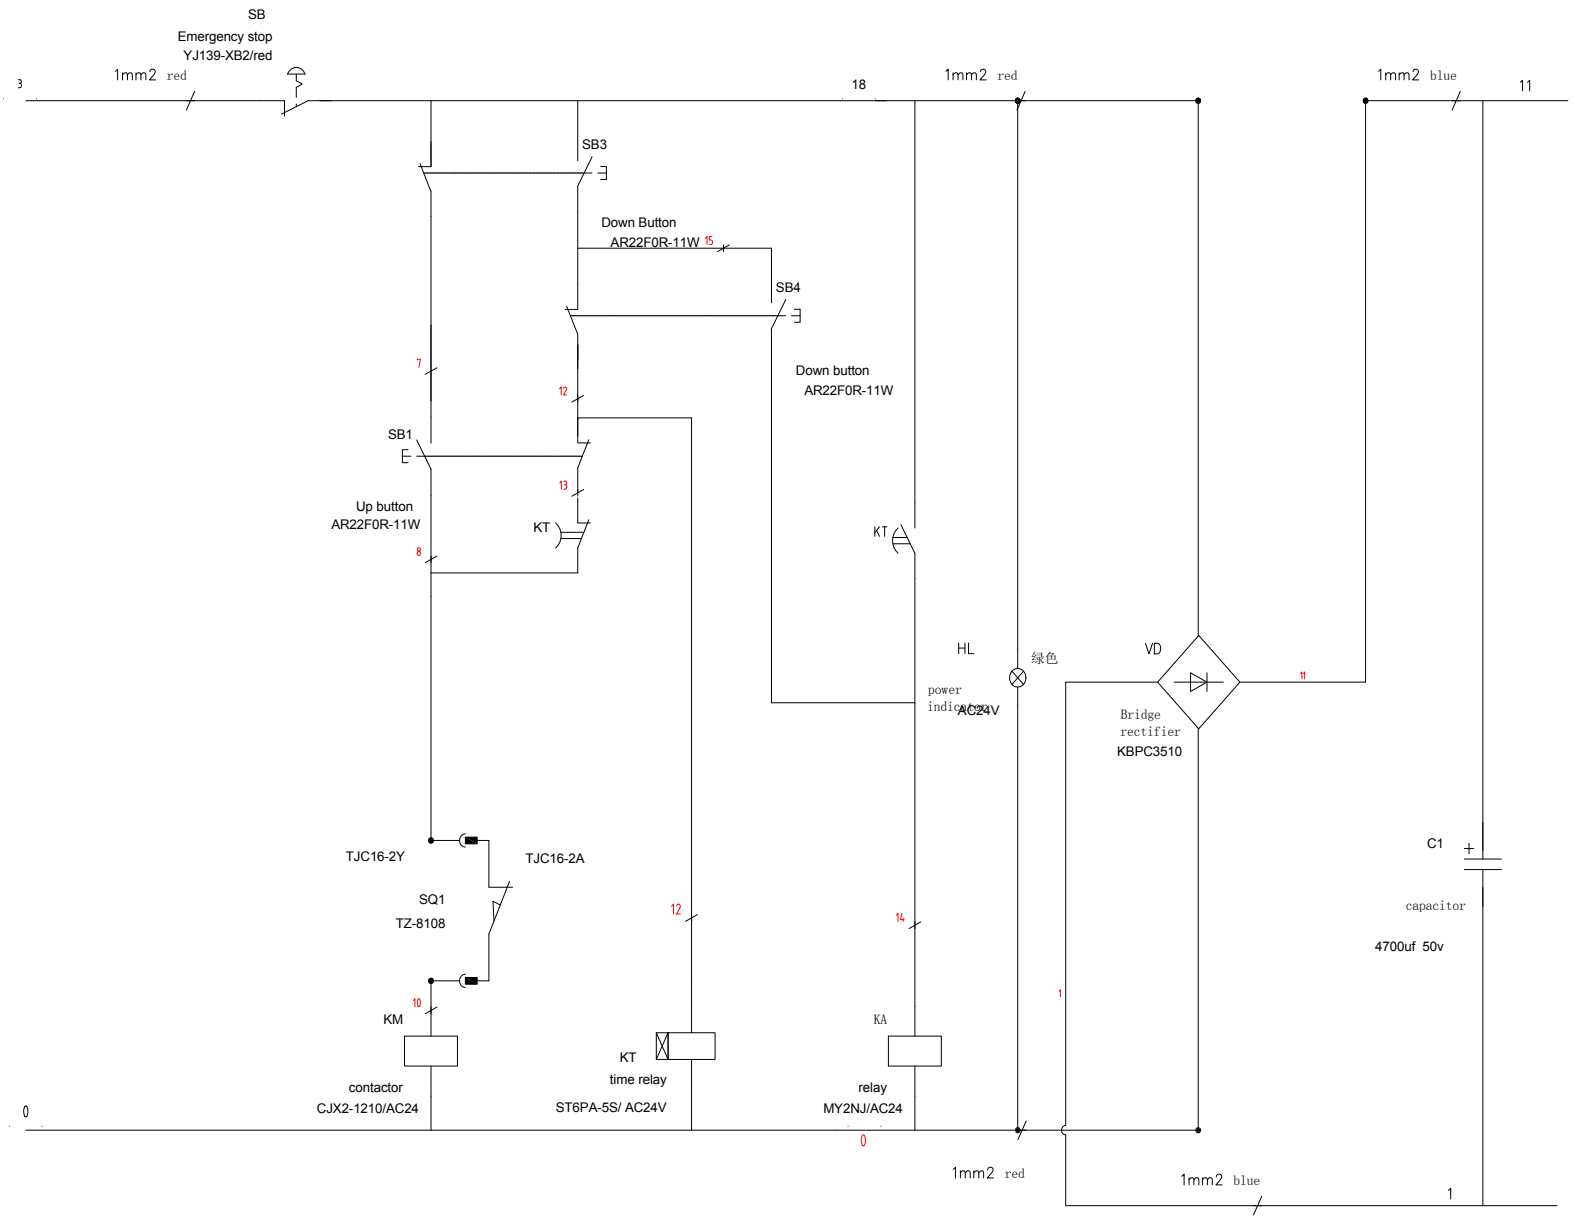 SB
Emergency stop
YJ139-XB2/red
1mm2 red
18
1mm2 red
1mm2 blue
11
SB3
Down Button
AR22F0R-11W 15
SB4
7
12
Down button
AR22F0R-11W
SB1
13
Up button
AR22F0R-11W
KT
KT
8
HL
绿色
VD
11
power
indicator
AC24V
Bridge
rectifier
KBPC3510
C1
+
TJC16-2Y
TJC16-2A
SQ1
TZ-8108
12
14
capacitor
4700uf 50v
10
1
KM
KA
KT
time relay
contactor
CJX2-1210/AC24
ST6PA-5S/ AC24V
relay
MY2NJ/AC24
0
0
1mm2 red
1mm2 blue
1